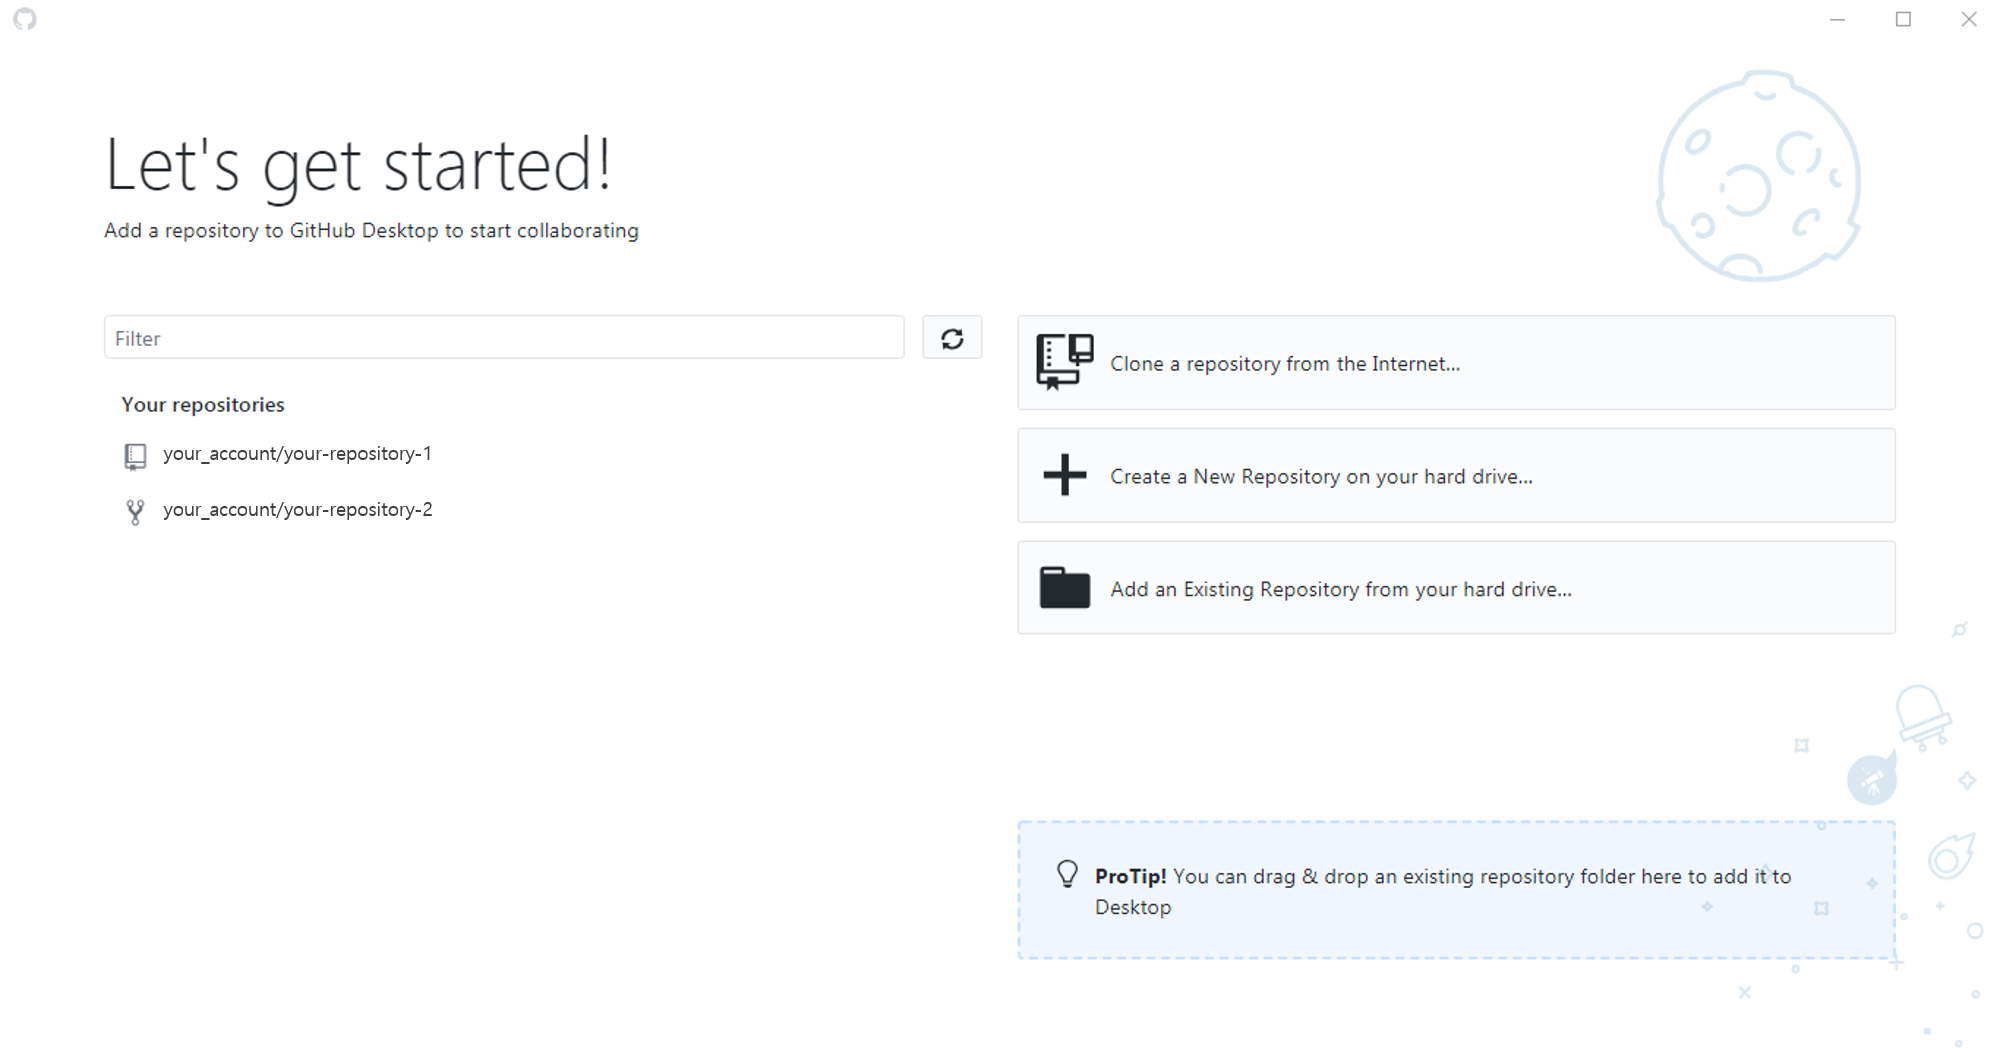 Let's get started!
Add a repository to GitHub Desktop to start collaborating
Filter
Your repositories
your_account/your-repository-1
your_account/your-repository-2
Clone a repository from the Internet...
Create a New Repository on your hard drive...
Add an Existing Repository from your hard drive...
ProTip! You can drag & drop an existing repository folder here to add it to
Desktop